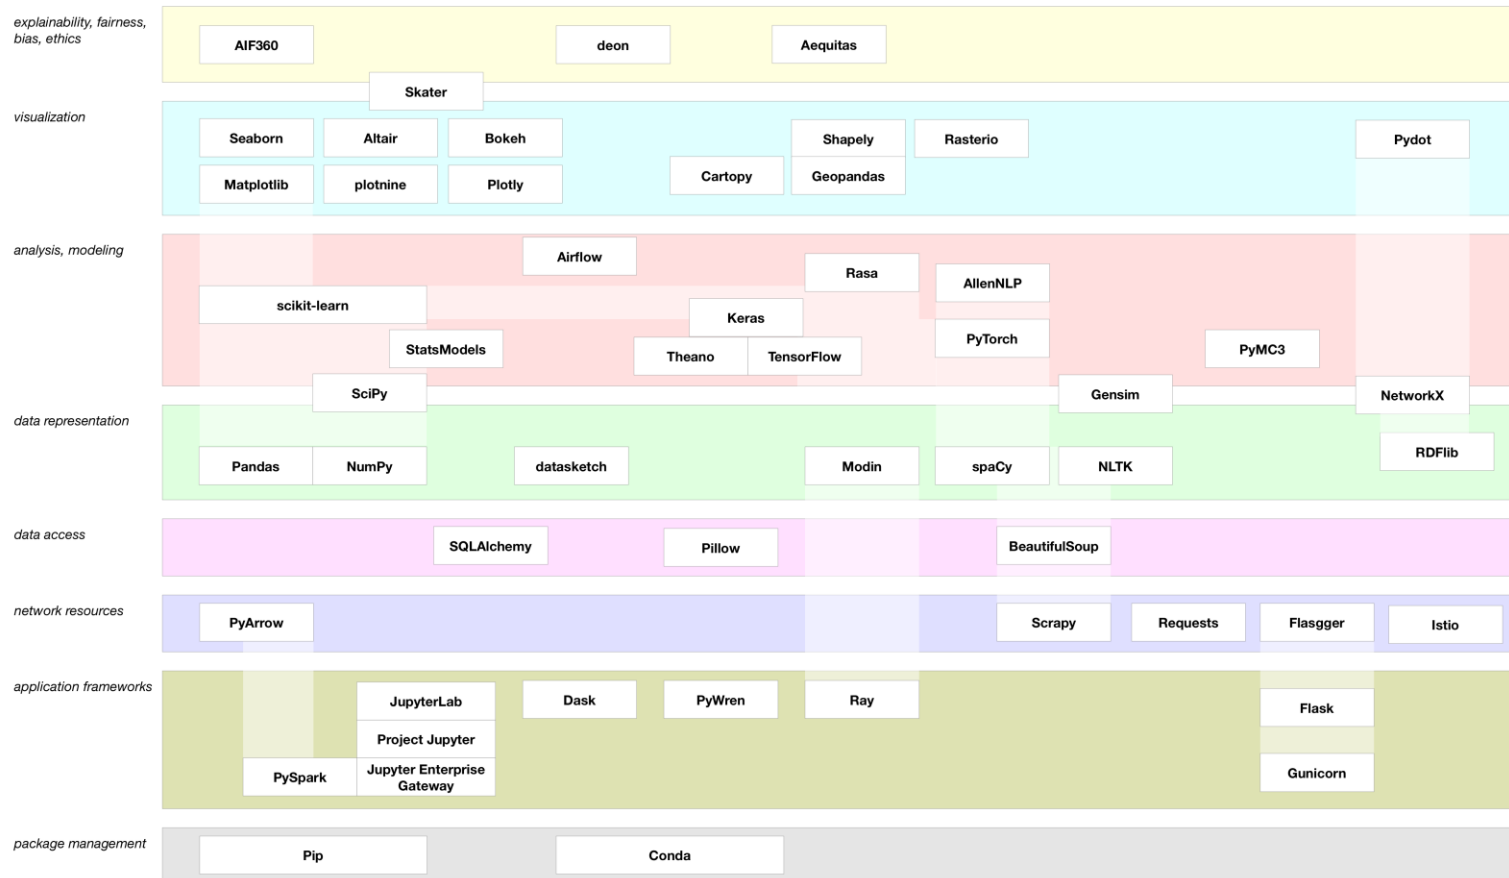 explainability, fairness,
bias, ethics
AIF360
deon
Aequitas
Skater
visualization
Seaborn
Altair
Bokeh
Shapely
Rasterio
Pydot
Matplotlib
plotnine
Plotly
Cartopy
Geopandas
analysis, modeling
Airflow
Rasa
AllenNLP
scikit-learn
Keras
PyTorch
StatsModels
Theano
TensorFlow
PyMC3
SciPy
Gensim
NetworkX
data representation
RDFlib
Pandas
NumPy
datasketch
Modin
spaCy
NLTK
data access
SQLAlchemy
Pillow
BeautifulSoup
network resources
PyArrow
Scrapy
Requests
Flasgger
Istio
application frameworks
JupyterLab
Dask
PyWren
Ray
Flask
Project Jupyter
PySpark
Jupyter Enterprise
Gateway
Gunicorn
package management
Pip
Conda